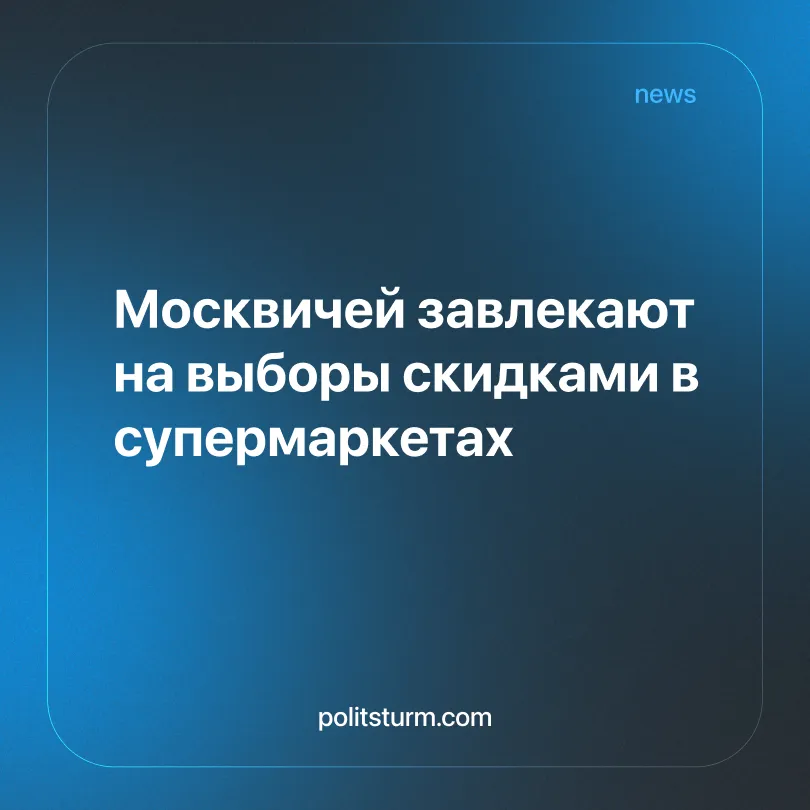 news
Москвичей завлекают
на выборы скидками в
супермаркетах
politsturm.com